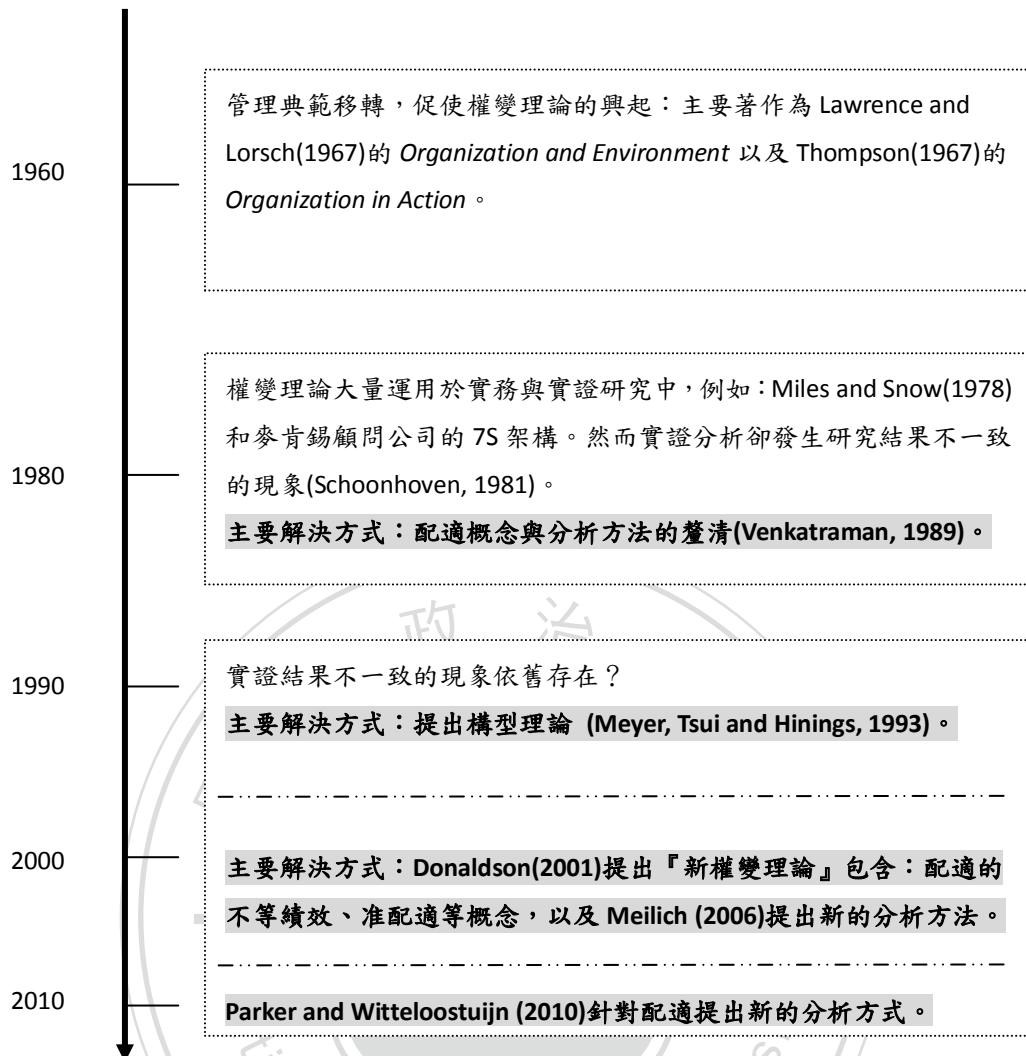 1960
管理典範移轉，促使權變理論的興起：主要著作為 Lawrence and
Lorsch(1967)的 Organization and Environment 以及 Thompson(1967)的
Organization in Action。
1980
權變理論大量運用於實務與實證研究中，例如：Miles and Snow(1978)
和麥肯錫顧問公司的 7S 架構。然而實證分析卻發生研究結果不一致
的現象(Schoonhoven, 1981)。
主要解決方式：配適概念與分析方法的釐清(Venkatraman, 1989)。
政 治
1990
實證結果不一致的現象依舊存在？
主要解決方式：提出構型理論 (Meyer, Tsui and Hinings, 1993)。
2000
主要解決方式：Donaldson(2001)提出『新權變理論』包含：配適的
不等績效、准配適等概念，以及 Meilich (2006)提出新的分析方法。
2010
Parker and Witteloostuijn (2010)針對配適提出新的分析方式。